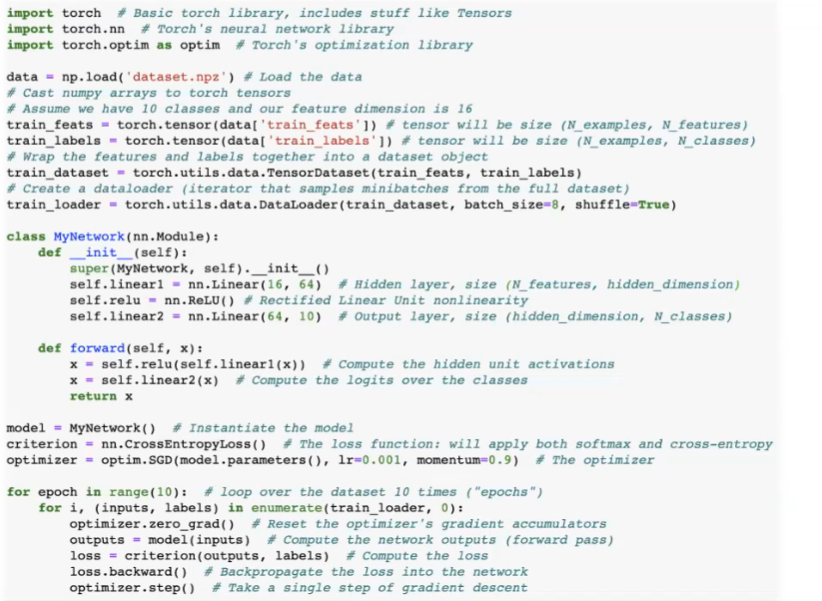 import torch  # Basic torch library, includes stuff like Tensors
import torch.nn  # Torch's neural network library
import torch.optim as optim  # Torch's optimization library

data = np.load('dataset.npz') # Load the data
# Cast numpy arrays to torch tensors
# Assume we have 10 classes and our feature dimension is 16
train_feats = torch.tensor(data['train_feats']) # tensor will be size (N_examples, N_features)
train_labels = torch.tensor(data['train_labels']) # tensor will be size (N_examples, N_classes)
# Wrap the features and labels together into a dataset object
train_dataset = torch.utils.data.TensorDataset(train_feats, train_labels)
# Create a dataloader (iterator that samples minibatches from the full dataset)
train_loader = torch.utils.data.DataLoader(train_dataset, batch_size=8, shuffle=True)

class MyNetwork(nn.Module):
    def __init__(self):
        super(MyNetwork, self).__init__()
        self.linear1 = nn.Linear(16, 64)  # Hidden layer, size (N_features, hidden_dimension)
        self.relu = nn.ReLU() # Rectified Linear Unit nonlinearity
        self.linear2 = nn.Linear(64, 10)  # Output layer, size (hidden_dimension, N_classes)

    def forward(self, x):
        x = self.relu(self.linear1(x))  # Compute the hidden unit activations
        x = self.linear2(x)  # Compute the logits over the classes
        return x

model = MyNetwork()  # Instantiate the model
criterion = nn.CrossEntropyLoss()  # The loss function: will apply both softmax and cross-entropy
optimizer = optim.SGD(model.parameters(), lr=0.001, momentum=0.9)  # The optimizer

for epoch in range(10):  # loop over the dataset 10 times ("epochs")
    for i, (inputs, labels) in enumerate(train_loader, 0):
        optimizer.zero_grad()  # Reset the optimizer's gradient accumulators
        outputs = model(inputs)  # Compute the network outputs (forward pass)
        loss = criterion(outputs, labels)  # Compute the loss
        loss.backward()  # Backpropagate the loss into the network
        optimizer.step()  # Take a single step of gradient descent